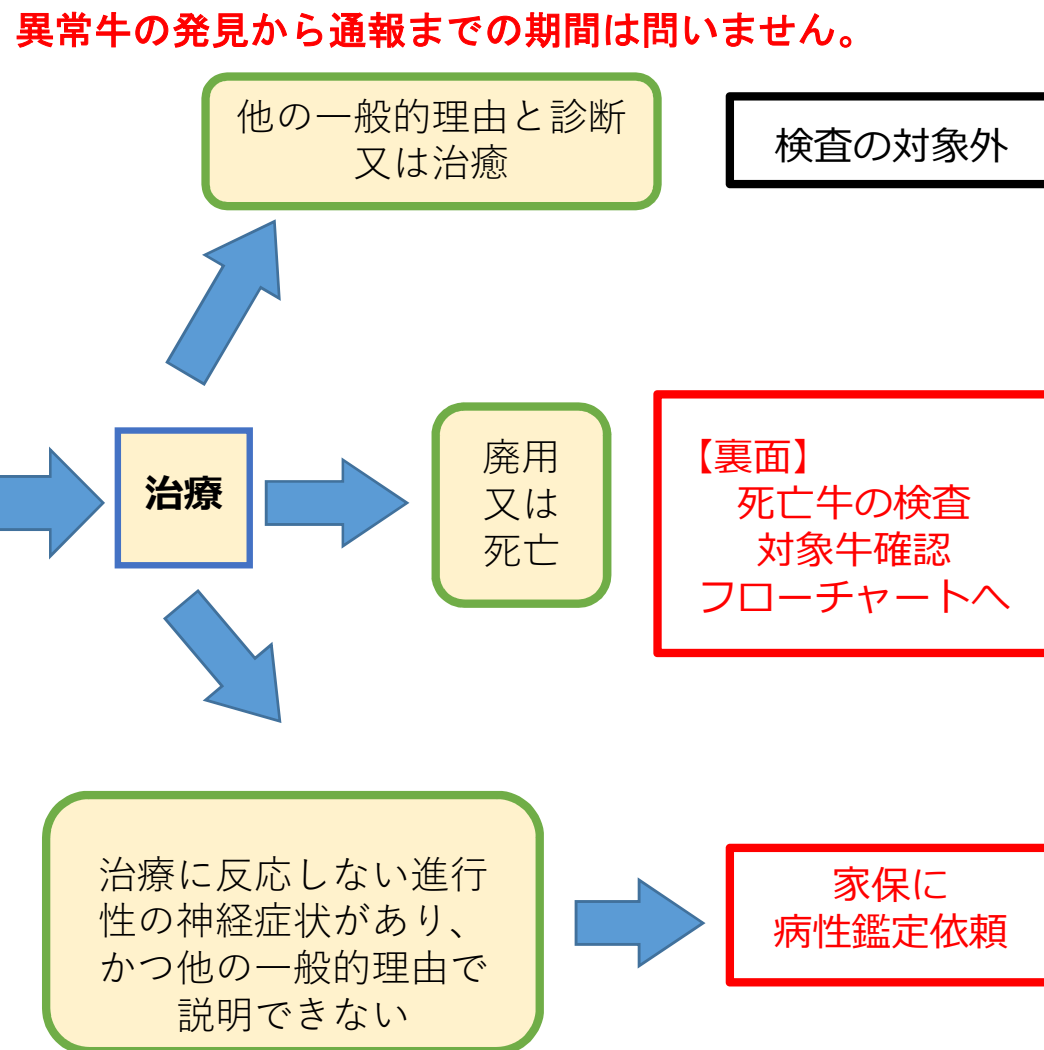 異常牛の発見から通報までの期間は問いません。
他の一般的理由と診断
又は治癒
検査の対象外
治療
廃用
又は
死亡
【裏面】
死亡牛の検査
対象牛確認
フローチャートへ
治療に反応しない進行
性の神経症状があり、
かつ他の一般的理由で
説明できない
家保に
病性鑑定依頼